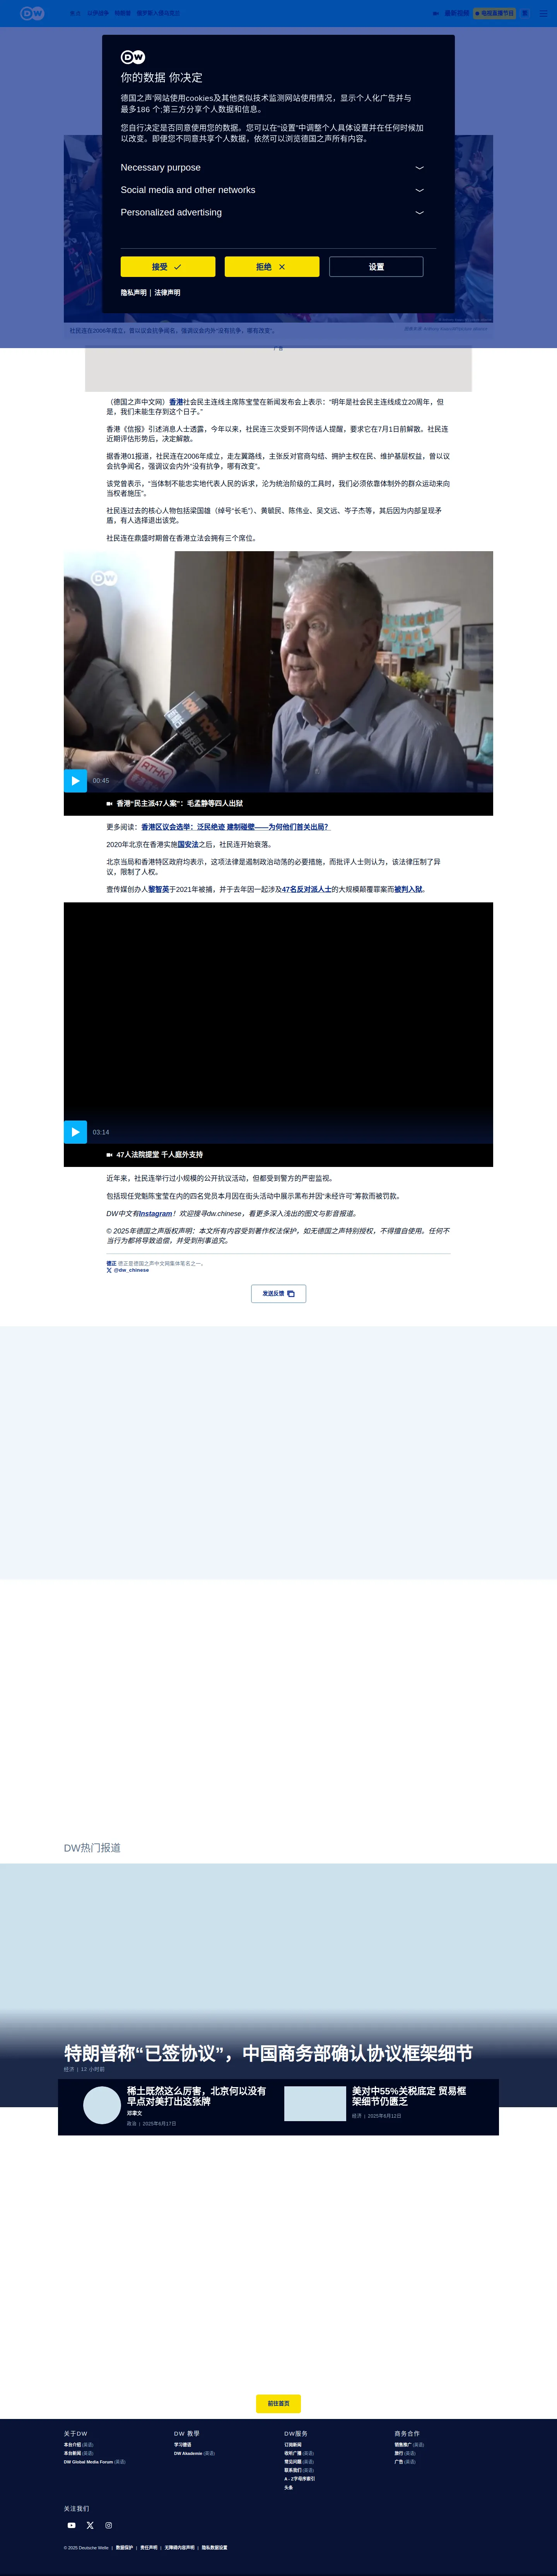 DW
你的数据 你决定
德国之声'网站使用cookies及其他类似技术监测网站使用情况，显示个人化广告并与
最多186 个;第三方分享个人数据和信息。
您自行决定是否同意使用您的数据。您可以在“设置”中调整个人具体设置并在任何时候加
以改变。即便您不同意共享个人数据，依然可以浏览德国之声所有内容。
Necessary purpose
Social media and other networks
Personalized advertising
接受
拒绝
设置
隐私声明 | 法律声明
社民连在2006年成立，曾以议会抗争闻名，强调议会内外“没有抗争，哪有改变”。
广告
（德国之声中文网）香港社会民主连线主席陈宝莹在新闻发布会上表示：“明年是社会民主连线成立20周年，但
是，我们未能生存到这个日子。”
香港《信报》引述消息人士透露，今年以来，社民连三次受到不同传话人提醒，要求它在7月1日前解散。社民连
近期评估形势后，决定解散。
据香港01报道，社民连在2006年成立，走左翼路线，主张反对官商勾结、拥护主权在民、维护基层权益，曾以议
会抗争闻名，强调议会内外“没有抗争，哪有改变”。
该党曾表示，“当体制不能忠实地代表人民的诉求，沦为统治阶级的工具时，我们必须依靠体制外的群众运动来向
当权者施压”。
社民连过去的核心人物包括梁国雄（绰号“长毛”）、黄毓民、陈伟业、吴文远、岑子杰等，其后因为内部呈现矛
盾，有人选择退出该党。
社民连在鼎盛时期曾在香港立法会拥有三个席位。
DW
RTHK
00:45
香港“民主派47人案”：毛孟静等四人出狱
更多阅读：香港区议会选举：泛民绝迹 建制碰壁——为何他们首关出局？
2020年北京在香港实施国安法之后，社民连开始衰落。
北京当局和香港特区政府均表示，这项法律是遏制政治动荡的必要措施，而批评人士则认为，该法律压制了异
议，限制了人权。
壹传媒创办人黎智英于2021年被捕，并于去年因一起涉及47名反对派人士的大规模颠覆罪案而被判入狱。
03:14
47人法院提堂 千人庭外支持
近年来，社民连举行过小规模的公开抗议活动，但都受到警方的严密监视。
包括现任党魁陈宝莹在内的四名党员本月因在街头活动中展示黑布并因“未经许可”筹款而被罚款。
DW中文有Instagram！欢迎搜寻dw.chinese，看更多深入浅出的图文与影音报道。
© 2025年德国之声版权声明：本文所有内容受到著作权法保护，如无德国之声特别授权，不得擅自使用。任何不
当行为都将导致追偿，并受到刑事追究。
德正 德正是德国之声中文网集体笔名之一。
@dw_chinese
发送反馈
DW热门报道
特朗普称“已签协议”，中国商务部确认协议框架细节
经济 | 12 小时前
稀土既然这么厉害，北京何以没有
早点对美打出这张牌
邓聿文
政治 | 2025年6月17日
美对中55%关税底定 贸易框
架细节仍匮乏
经济 | 2025年6月12日
前往首页
关于DW
本台介绍 (英语)
本台新闻 (英语)
DW Global Media Forum (英语)
DW 教學
学习德语
DW Akademie (英语)
DW服务
订阅新闻
收听广播 (英语)
常见问题 (英语)
联系我们 (英语)
A - Z字母序索引
头条
商务合作
销售推广 (英语)
旅行 (英语)
广告 (英语)
关注我们
© 2025 Deutsche Welle | 数据保护 | 责任声明 | 无障碍内容声明 | 隐私数据设置